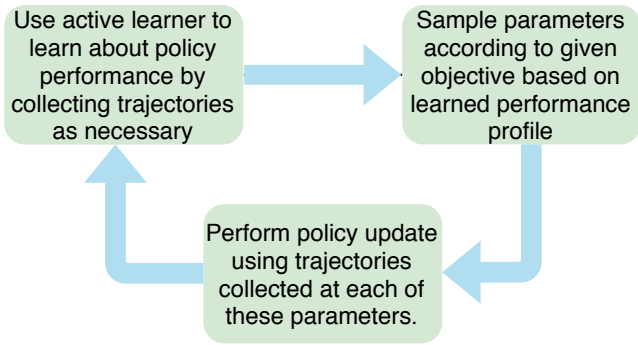 Use active learner to
learn about policy
performance by
collecting trajectories
as necessary
Sample parameters
according to given
objective based on
learned performance
profile
Perform policy update
using trajectories
collected at each of
these parameters.